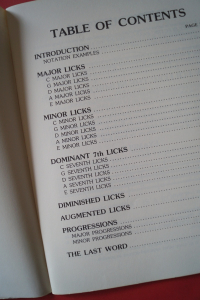 TABLE OF CONTENTS
PAGE
INTRODUCTION
NOTATION EXAMPLES
MAJOR LICKS
C MAJOR LICKS
G MAJOR LICKS
D MAJOR LICKS
A MAJOR LICKS
E MAJOR LICKS
MINOR LICKS
C MINOR LICKS
G MINOR LICKS
D MINOR LICKS
A MINOR LICKS
E MINOR LICKS
DOMINANT 7th LICKS
C SEVENTH LICKS
G SEVENTH LICKS
D SEVENTH LICKS
A SEVENTH LICKS
E SEVENTH LICKS
DIMINISHED LICKS
AUGMENTED LICKS
PROGRESSIONS
MAJOR PROGRESSIONS
MINOR PROGRESSIONS
THE LAST WORD